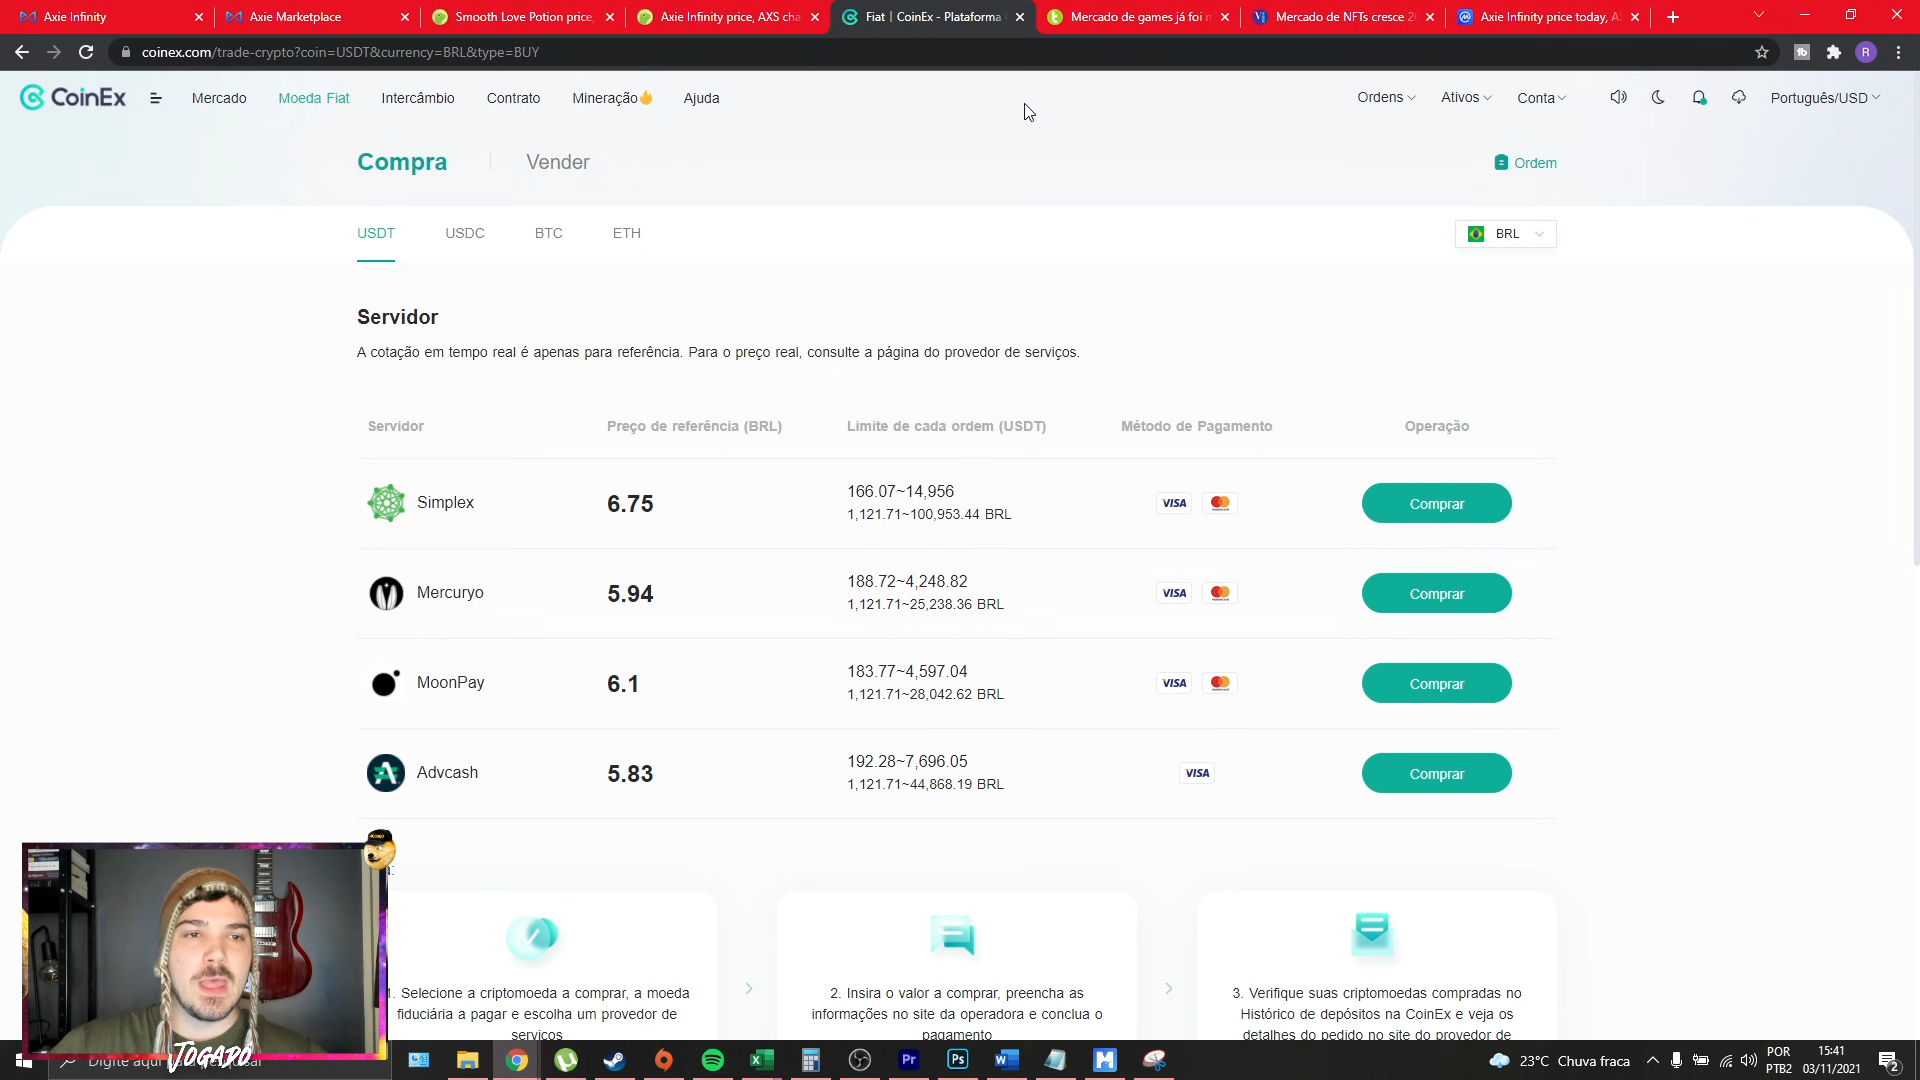 Axie Infinity
Axie Marketplace
Smooth Love Potion price,
Axie Infinity price, AXS cha
Fiat | CoinEx - Plataforma
Mercado de games já foi
Mercado de NFTs cresce 20
Axie Infinity price today, A
coinex.com/trade-crypto?coin=USDT&currency=BRL&type=BUY
R
CoinEx
Mercado
Moeda Fiat
Intercâmbio
Contrato
Mineração
Ajuda
Ordens
Ativos
Conta
Português/USD
Compra
Vender
Ordem
USDT
USDC
BTC
ETH
BRL
Servidor
A cotação em tempo real é apenas para referência. Para o preço real, consulte a página do provedor de serviços.
Servidor
Preço de referência (BRL)
Limite de cada ordem (USDT)
Método de Pagamento
Operação
Simplex
6.75
166.07~14,956
1,121.71~100,953.44 BRL
VISA
mastercard
Comprar
Mercuryo
5.94
188.72~4,248.82
1,121.71~25,238.36 BRL
VISA
mastercard
Comprar
MoonPay
6.1
183.77~4,597.04
1,121.71~28,042.62 BRL
VISA
mastercard
Comprar
Advcash
5.83
192.28~7,696.05
1,121.71~44,868.19 BRL
VISA
Comprar
1. Selecione a criptomoeda a comprar, a moeda
fiduciária a pagar e escolha um provedor de
serviços
2. Insira o valor a comprar, preencha as
informações no site da operadora e conclua o
pagamento
3. Verifique suas criptomoedas compradas no
Histórico de depósitos na CoinEx e veja os
detalhes do pedido no site do provedor de
JOGADO
Digite aqui para pesquisar
Pr
Ps
W
M
23°C Chuva fraca
POR
PTB2
15:41
03/11/2021
2